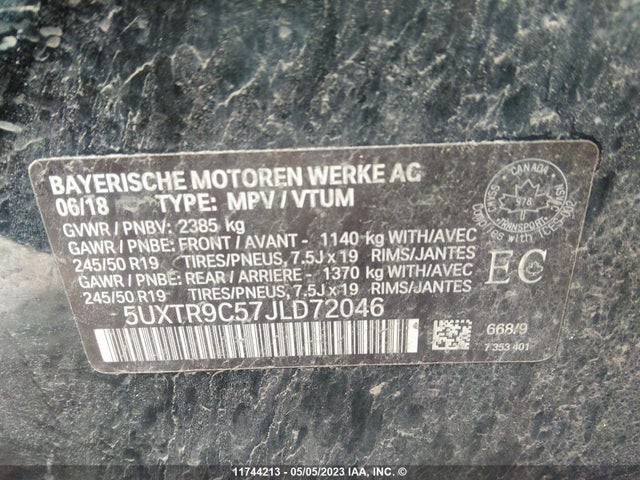 BAYERISCHE MOTOREN WERKE AG
06/18 TYPE: MPV / VTUM
GVWR / PNBV: 2385 kg
GAWR / PNBE: FRONT / AVANT - 1140 kg WITH/AVEC
245/50 R19 TIRES/PNEUS, 7.5J x 19 RIMS/JANTES
GAWR / PNBE: REAR / ARRIERE - 1370 kg WITH/AVEC
245/50 R19 TIRES/PNEUS, 7.5J x 19 RIMS/JANTES
5UXTR9C57JLD72046
CANADA
978
TRANSPORT
EC
668/9
7 353 401
11744213 - 05/05/2023 IAA, INC. ©